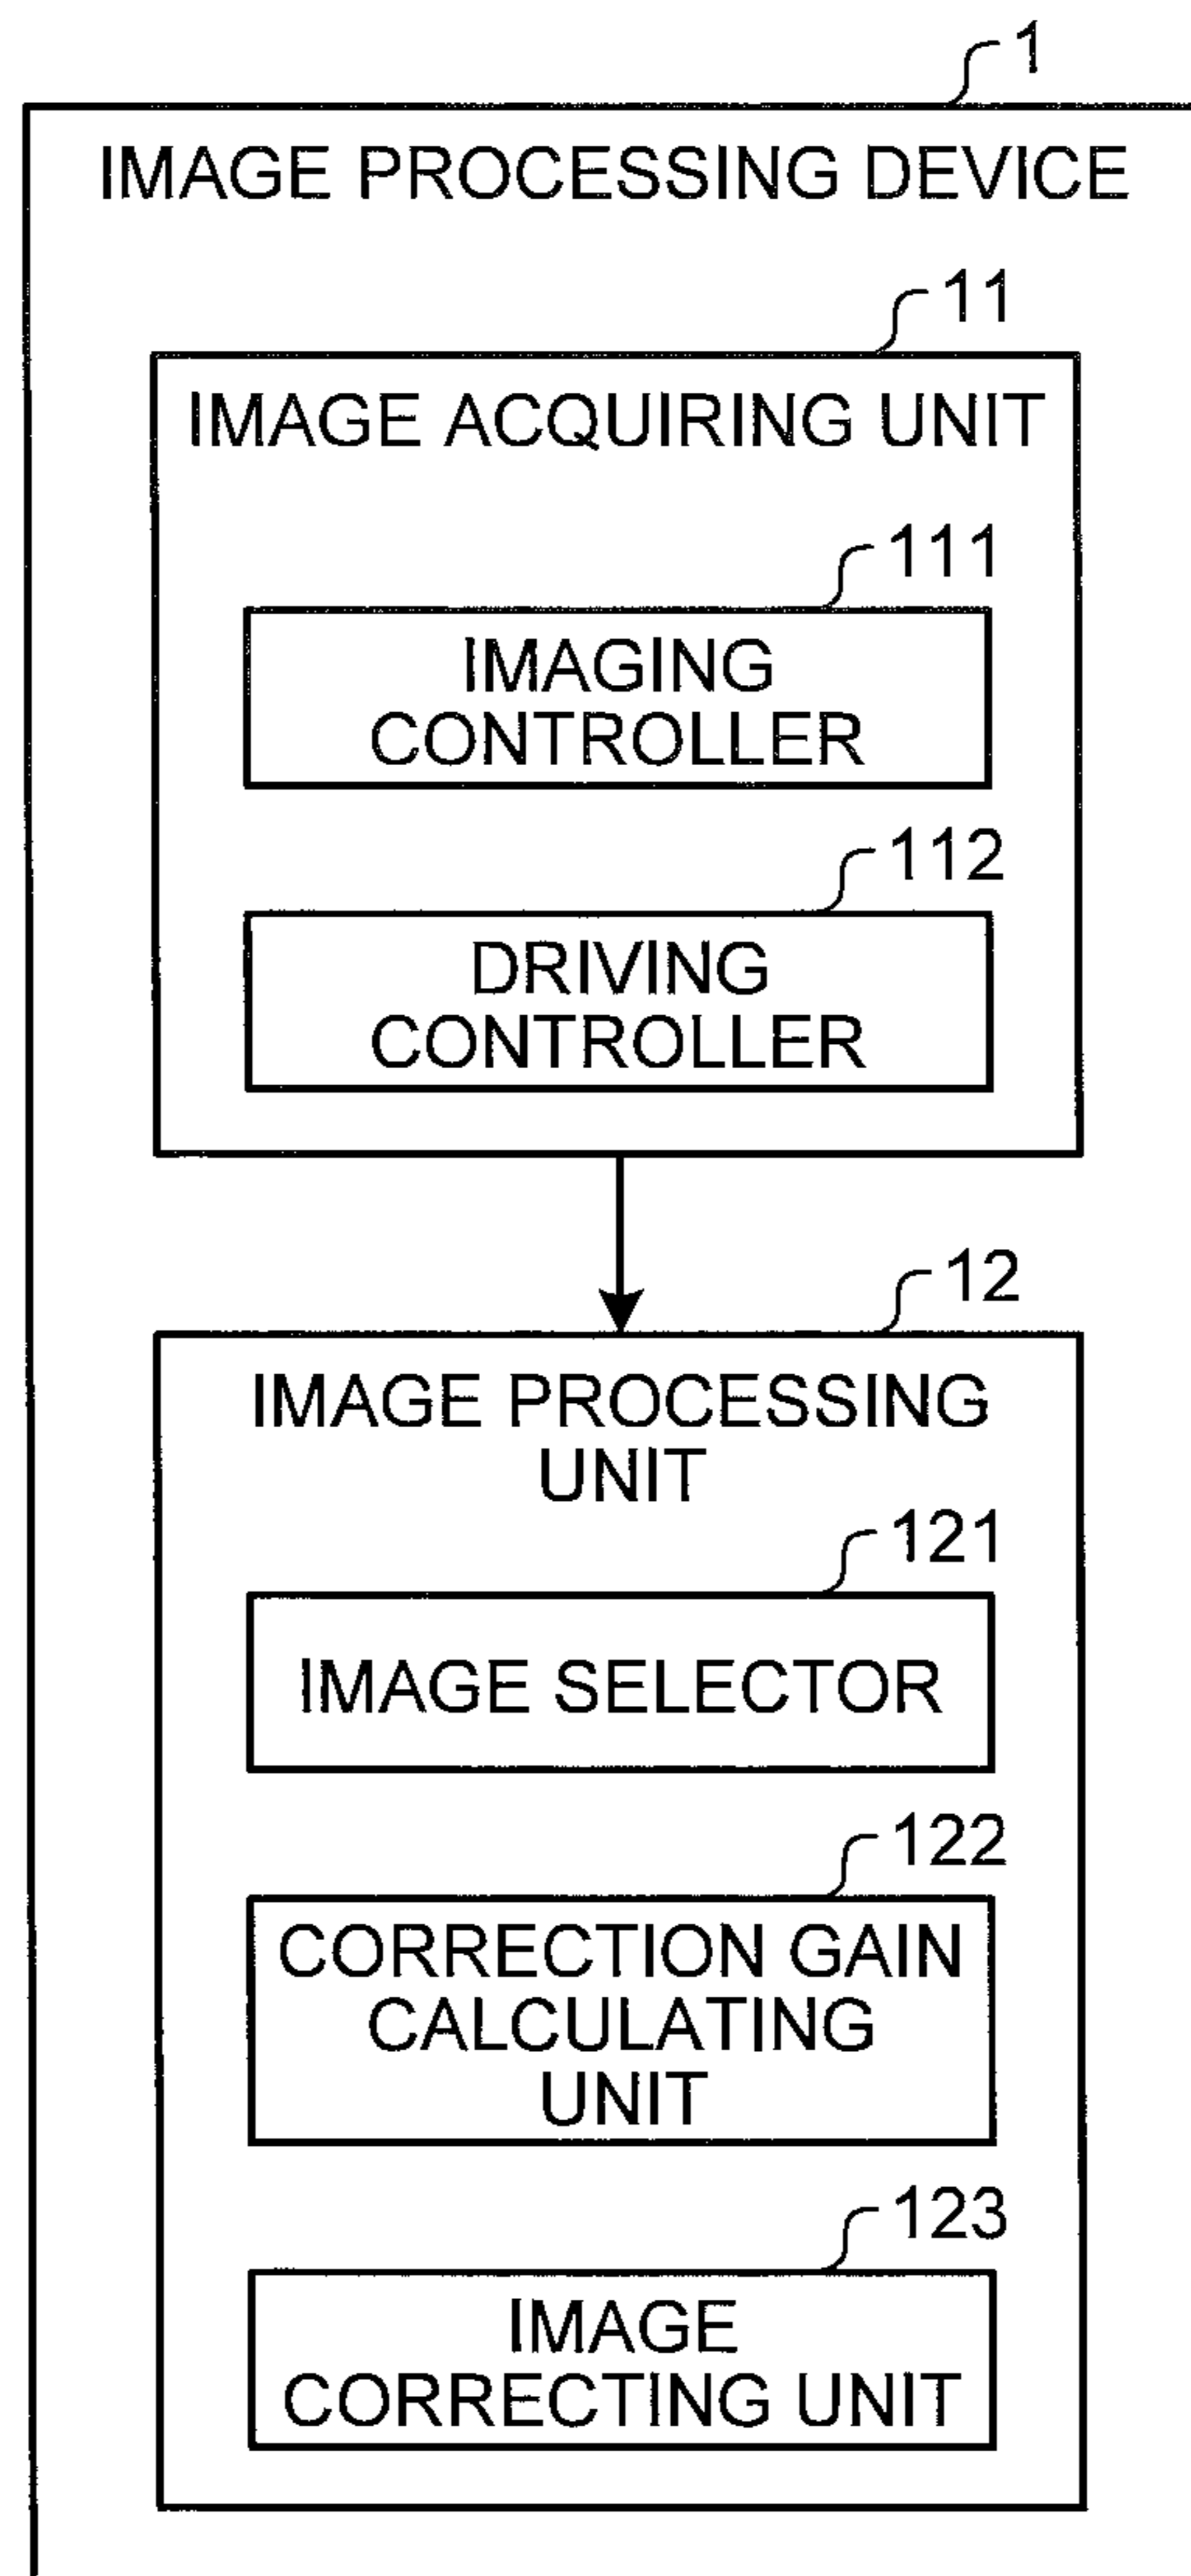 1
IMAGE PROCESSING DEVICE
11
IMAGE ACQUIRING UNIT
111
IMAGING
CONTROLLER
112
DRIVING
CONTROLLER
12
IMAGE PROCESSING
UNIT
121
IMAGE SELECTOR
122
CORRECTION GAIN
CALCULATING
UNIT
123
IMAGE
CORRECTING UNIT